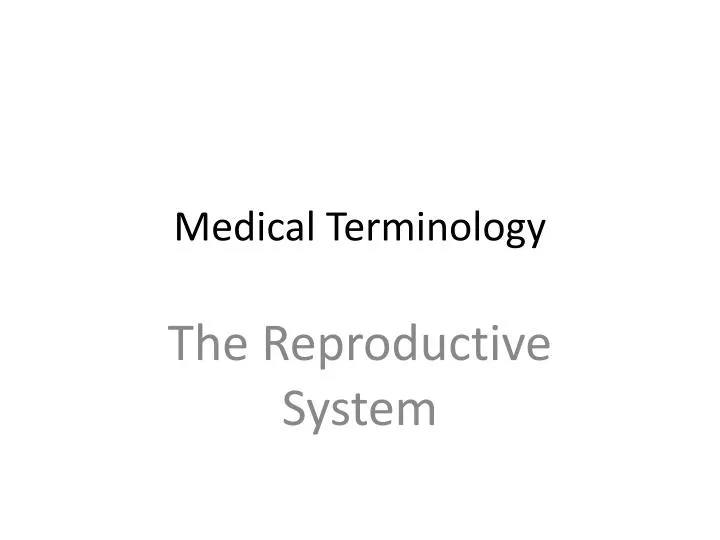 Medical Terminology
The Reproductive
System